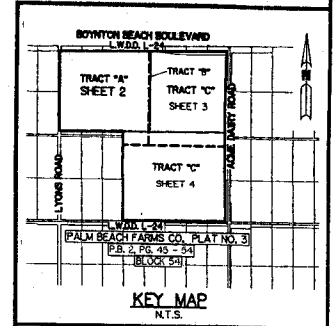 BOYNTON BEACH BOULEVARD
L.W.D.D. L-24
TRACT "A"
SHEET 2
TRACT "B"
TRACT "C"
SHEET 3
ACME DAIRY ROAD
LYONS ROAD
TRACT "C"
SHEET 4
L.W.D.D. L-24
PALM BEACH FARMS CO. PLAT NO. 3
P.B. 2, PG. 45 - 54
BLOCK 54
KEY MAP
N.T.S.